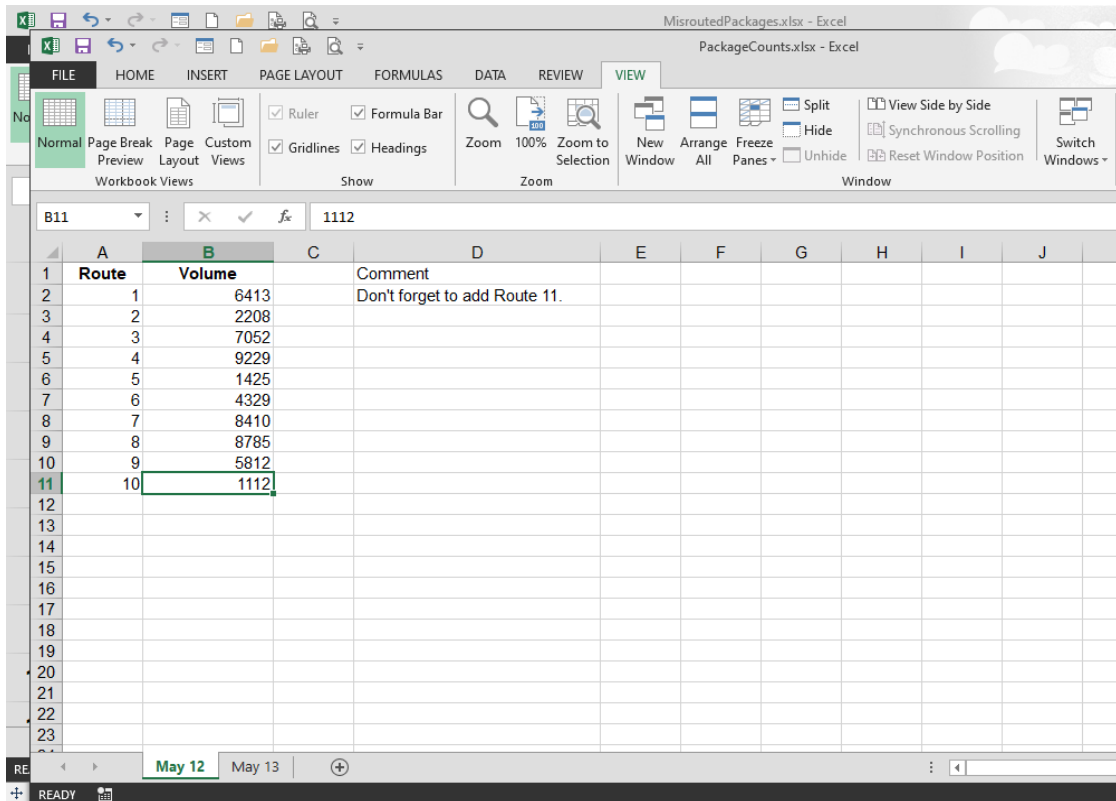 MisroutedPackages.xlsx - Excel
PackageCounts.xlsx - Excel
FILE HOME INSERT PAGE LAYOUT FORMULAS DATA REVIEW VIEW
Normal Page Break Preview Page Layout Custom Views
Workbook Views
Ruler Formula Bar
Gridlines Headings
Show
Zoom 100% Zoom to Selection
Zoom
New Window Arrange All Freeze Panes
Split
Hide
Unhide
View Side by Side
Synchronous Scrolling
Reset Window Position
Switch Windows
Window
B11 fx 1112
A B C D E F G H I J
1 Route Volume Comment
2 1 6413 Don't forget to add Route 11.
3 2 2208
4 3 7052
5 4 9229
6 5 1425
7 6 4329
8 7 8410
9 8 8785
10 9 5812
11 10 1112
12
13
14
15
16
17
18
19
20
21
22
23
May 12 May 13
READY